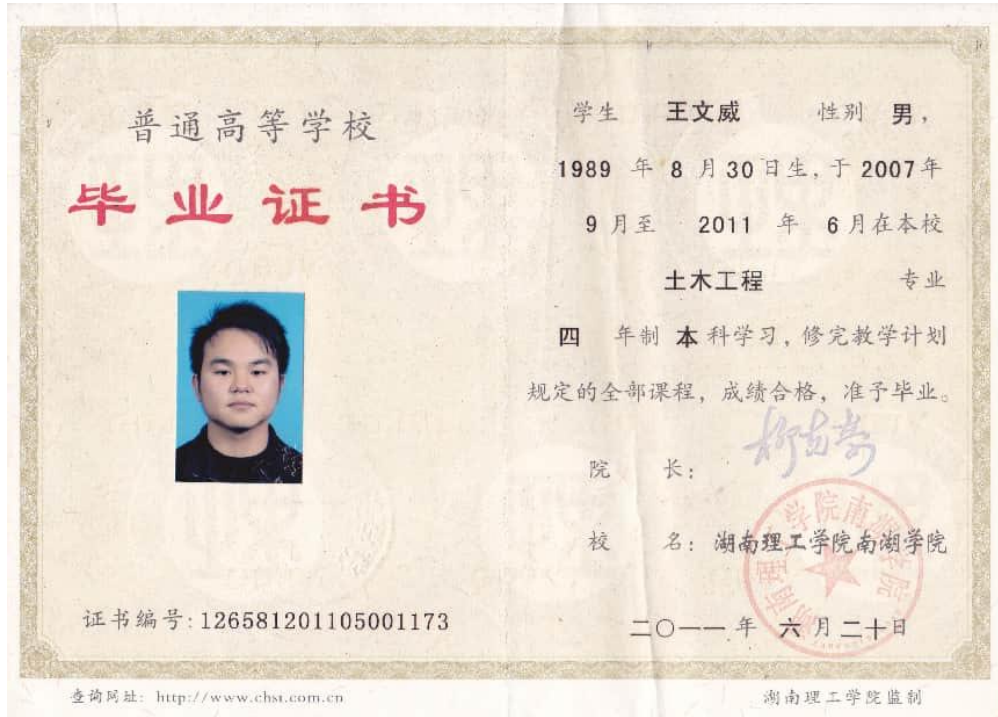 普通高等学校
毕业证书
证书编号:126581201105001173
学生 王文威 性别 男，
1989 年 8 月 30 日生，于 2007 年
9 月至 2011 年 6 月在本校
土木工程 专业
四 年制 本 科学习，修完教学计划
规定的全部课程，成绩合格，准予毕业。
院 长：
校 名：湖南理工学院南湖学院
二〇一一 年 六 月 二十 日
查询网址: http://www.chsi.com.cn
湖南理工学院监制